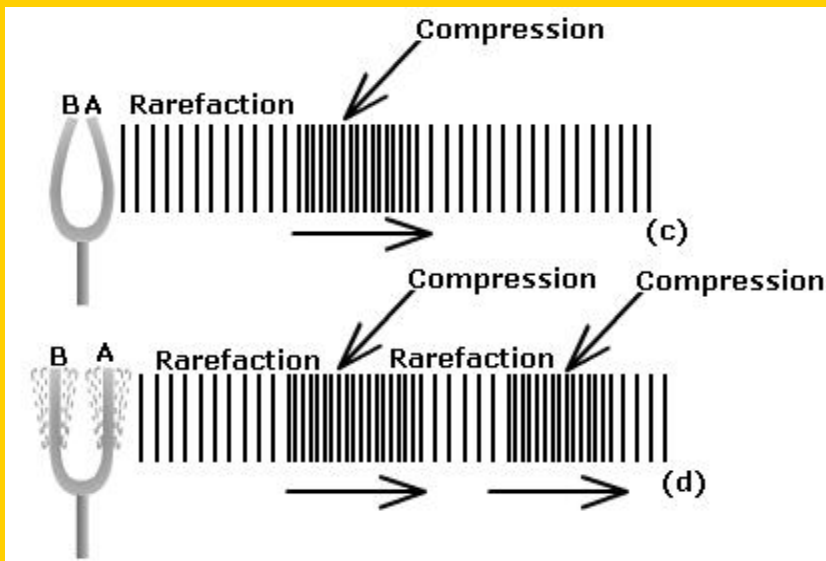 Compression
B A Rarefaction
(c)
Compression
Compression
B A Rarefaction Rarefaction
(d)